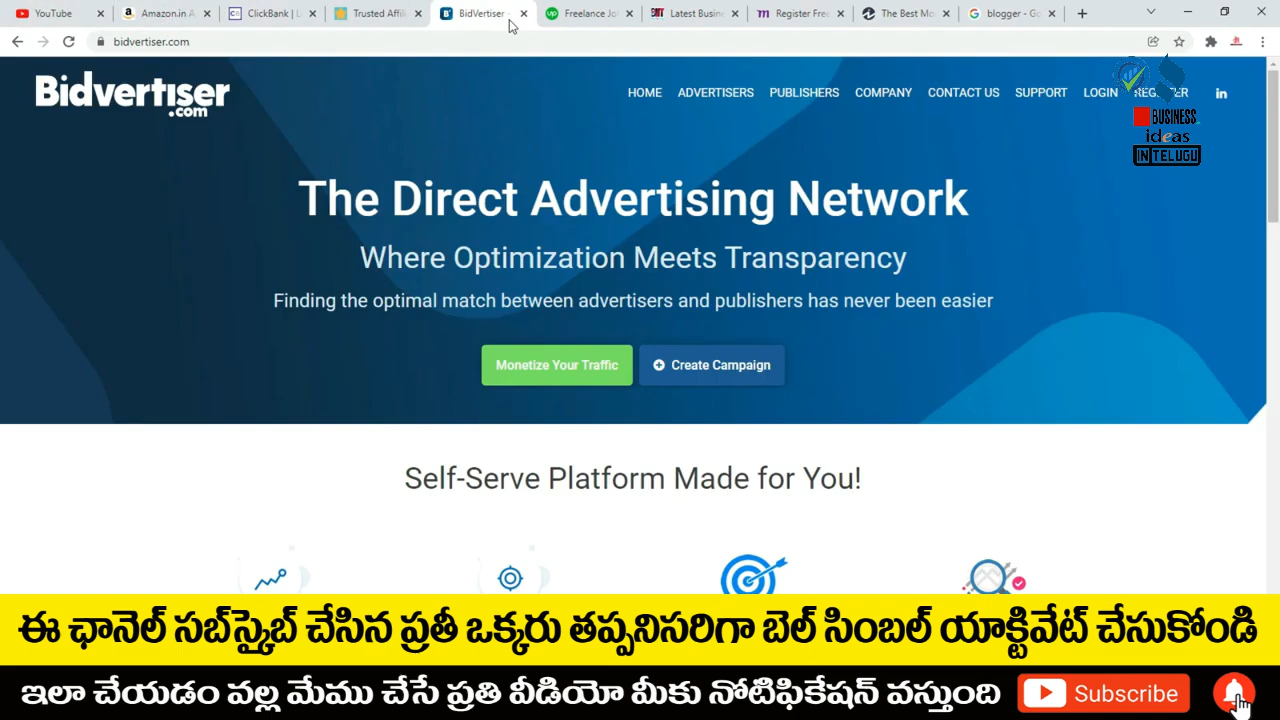 YouTube
Amazon.in A
ClickBank | L
Trusted Affili
BidVertiser -
Freelance Jo
Latest Busin
Register Free
The Best Mo
blogger - Go
bidvertiser.com
Bidvertiser
.com
HOME ADVERTISERS PUBLISHERS COMPANY CONTACT US SUPPORT LOGIN REGISTER in
BUSINESS
ideas
IN TELUGU
The Direct Advertising Network
Where Optimization Meets Transparency
Finding the optimal match between advertisers and publishers has never been easier
Monetize Your Traffic
Create Campaign
Self-Serve Platform Made for You!
ఈ ఛానెల్ సబ్‌స్క్రైబ్ చేసిన ప్రతీ ఒక్కరు తప్పనిసరిగా బెల్ సింబల్ యాక్టివేట్ చేసుకోండి
ఇలా చేయడం వల్ల మేము చేసే ప్రతి వీడియో మీకు నోటిఫికేషన్ వస్తుంది
Subscribe